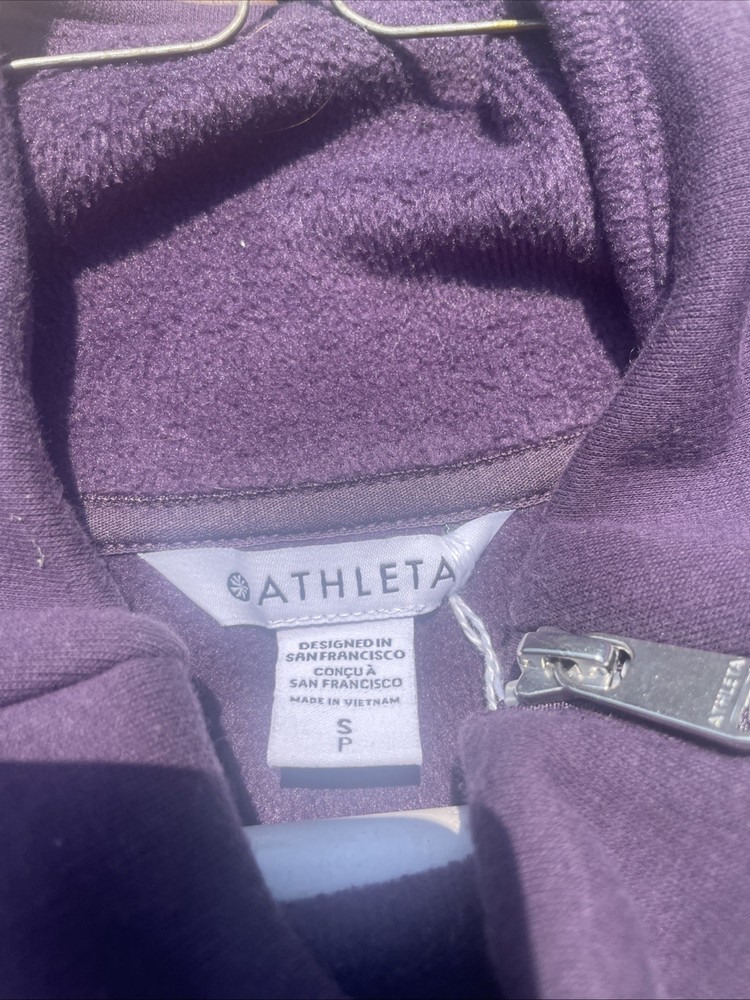 ATHLETA
DESIGNED IN
SAN FRANCISCO
CONÇU À
SAN FRANCISCO
MADE IN VIETNAM
S
P
ATHLETA